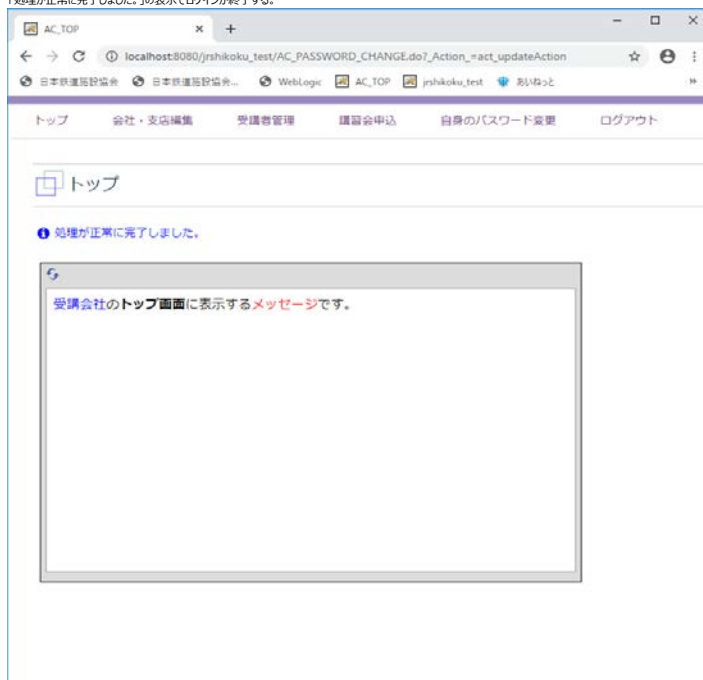 「処理が正常に完了しました。」の表示でログインが終了する。
AC_TOP
localhost:8080/jrshikoku_test/AC_PASSWORD_CHANGE.do?_Action_=act_updateAction
日本鉄道施設協会 日本鉄道施設協会... WebLogic AC_TOP jrshikoku_test あいねっと
トップ 会社・支店編集 受講者管理 講習会申込 自身のパスワード変更 ログアウト
トップ
処理が正常に完了しました。
受講会社のトップ画面に表示するメッセージです。